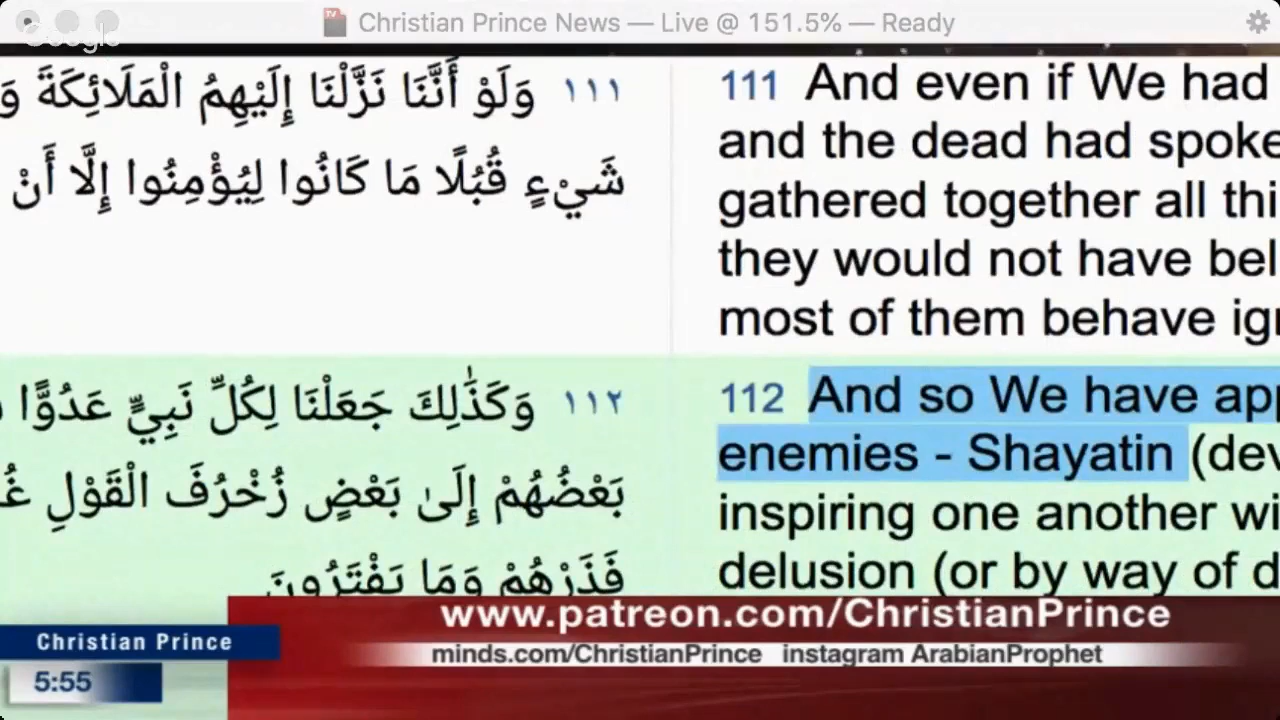 Christian Prince News — Live @ 151.5% — Ready
Google
١١١ وَلَوْ أَنَّنَا نَزَّلْنَا إِلَيْهِمُ الْمَلَائِكَةَ وَ
شَيْءٍ قُبُلًا مَا كَانُوا لِيُؤْمِنُوا إِلَّا أَنْ
111 And even if We had
and the dead had spoke
gathered together all thi
they would not have bel
most of them behave ign
١١٢ وَكَذَٰلِكَ جَعَلْنَا لِكُلِّ نَبِيٍّ عَدُوًّا
بَعْضُهُمْ إِلَىٰ بَعْضٍ زُخْرُفَ الْقَوْلِ غُ
فَذَرْهُمْ وَمَا يَفْتَرُونَ
112 And so We have app
enemies - Shayatin (dev
inspiring one another wi
delusion (or by way of d
www.patreon.com/ChristianPrince
Christian Prince
minds.com/ChristianPrince instagram ArabianProphet
5:55